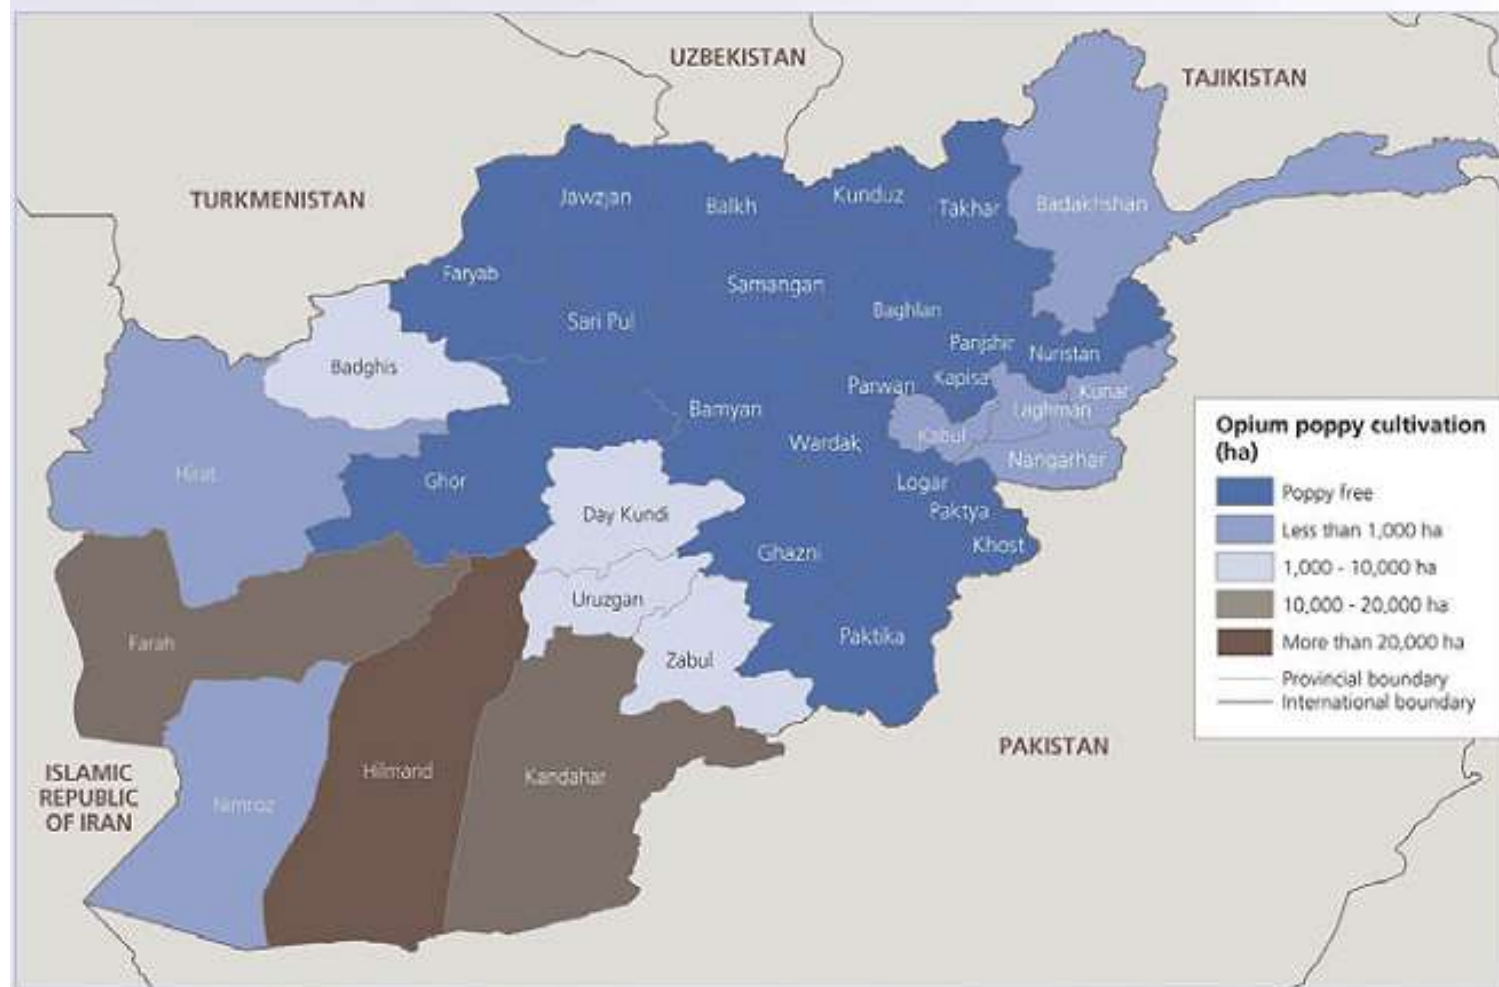 UZBEKISTAN
TAJIKISTAN
TURKMENISTAN
Jawzjan
Balkh
Kunduz
Takhar
Badakhshan
Faryab
Samangan
Sari Pul
Baghlan
Panjshir
Nuristan
Badghis
Parwan
Kapisa
Kunar
Laghman
Bamyan
Kabul
Wardak
Nangarhar
Hirat
Ghor
Logar
Day Kundi
Paktya
Ghazni
Khost
Uruzgan
Farah
Paktika
Zabul
PAKISTAN
Hilmand
Kandahar
ISLAMIC
REPUBLIC
OF IRAN
Nimroz
Opium poppy cultivation
(ha)
Poppy free
Less than 1,000 ha
1,000 - 10,000 ha
10,000 - 20,000 ha
More than 20,000 ha
Provincial boundary
International boundary